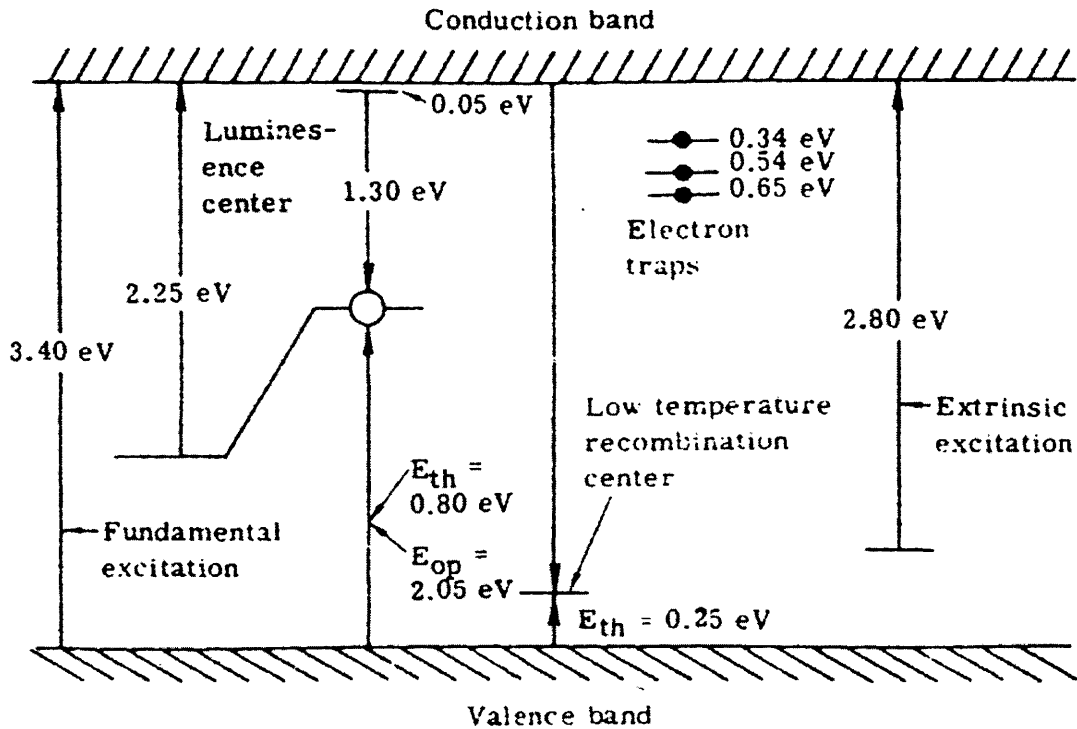 Conduction band
0.05 eV
Lumines-
ence
center
1.30 eV
0.34 eV
0.54 eV
0.65 eV
Electron
traps
2.25 eV
2.80 eV
3.40 eV
Low temperature
recombination
center
Extrinsic
excitation
E_th =
0.80 eV
Fundamental
excitation
E_op =
2.05 eV
E_th = 0.25 eV
Valence band